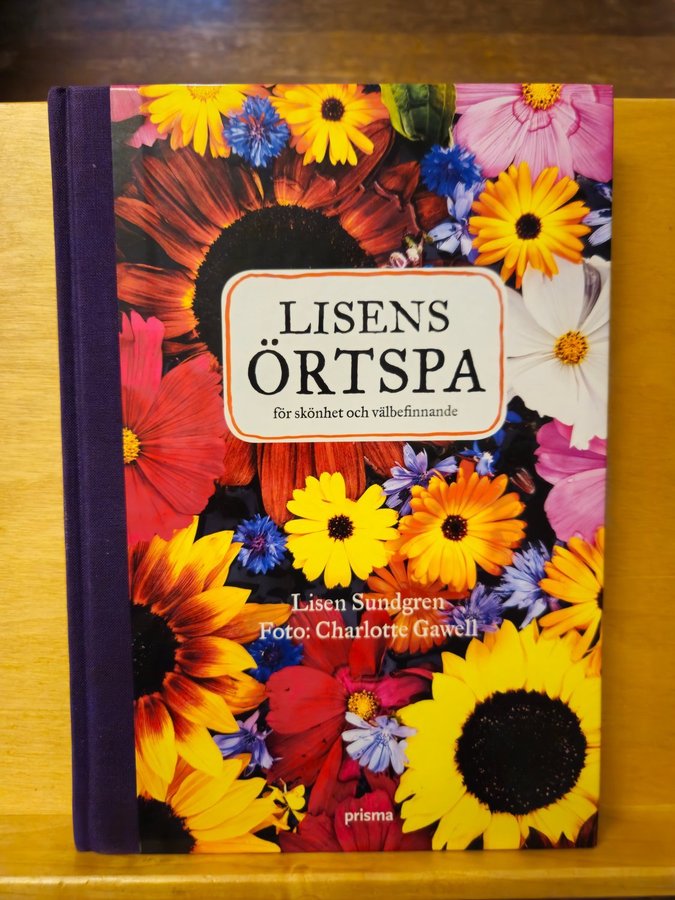 LISENS
ÖRTSPA
för skönhet och välbefinnande
Lisen Sundgren
Foto: Charlotte Gawell
prisma